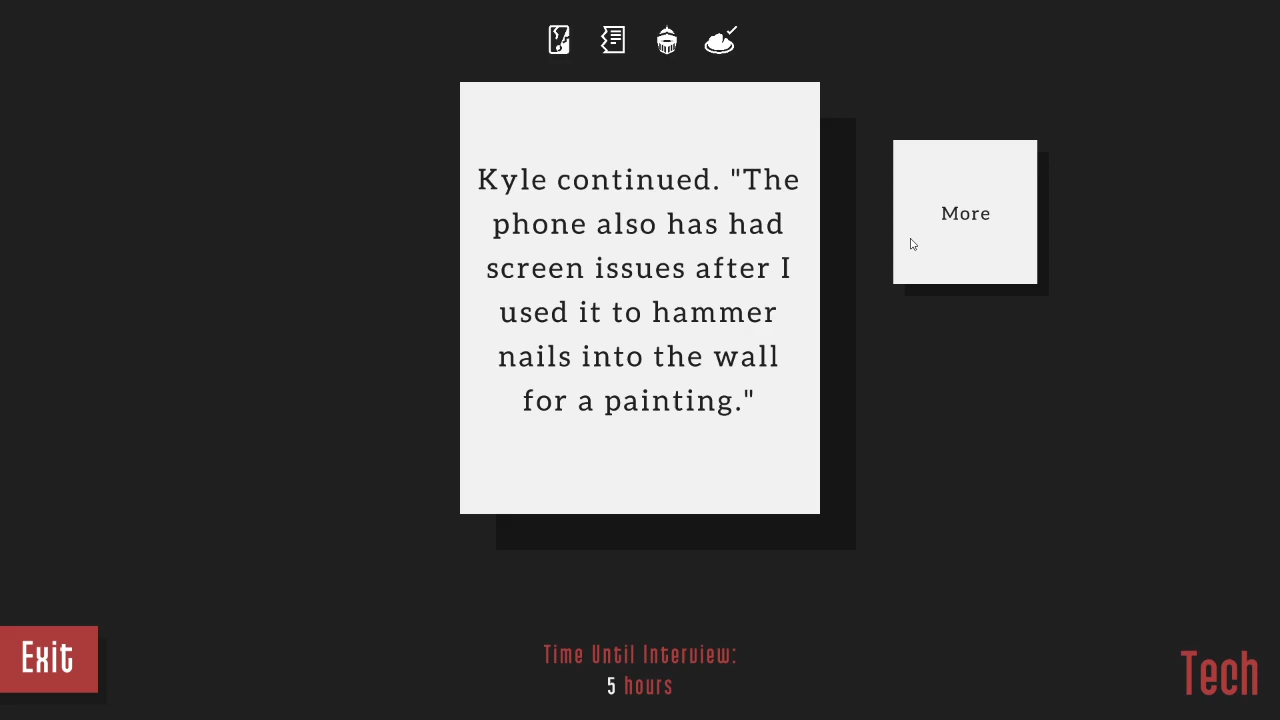 Kyle continued. "The
phone also has had
screen issues after I
used it to hammer
nails into the wall
for a painting."
More
Exit
Time Until Interview:
5 hours
Tech